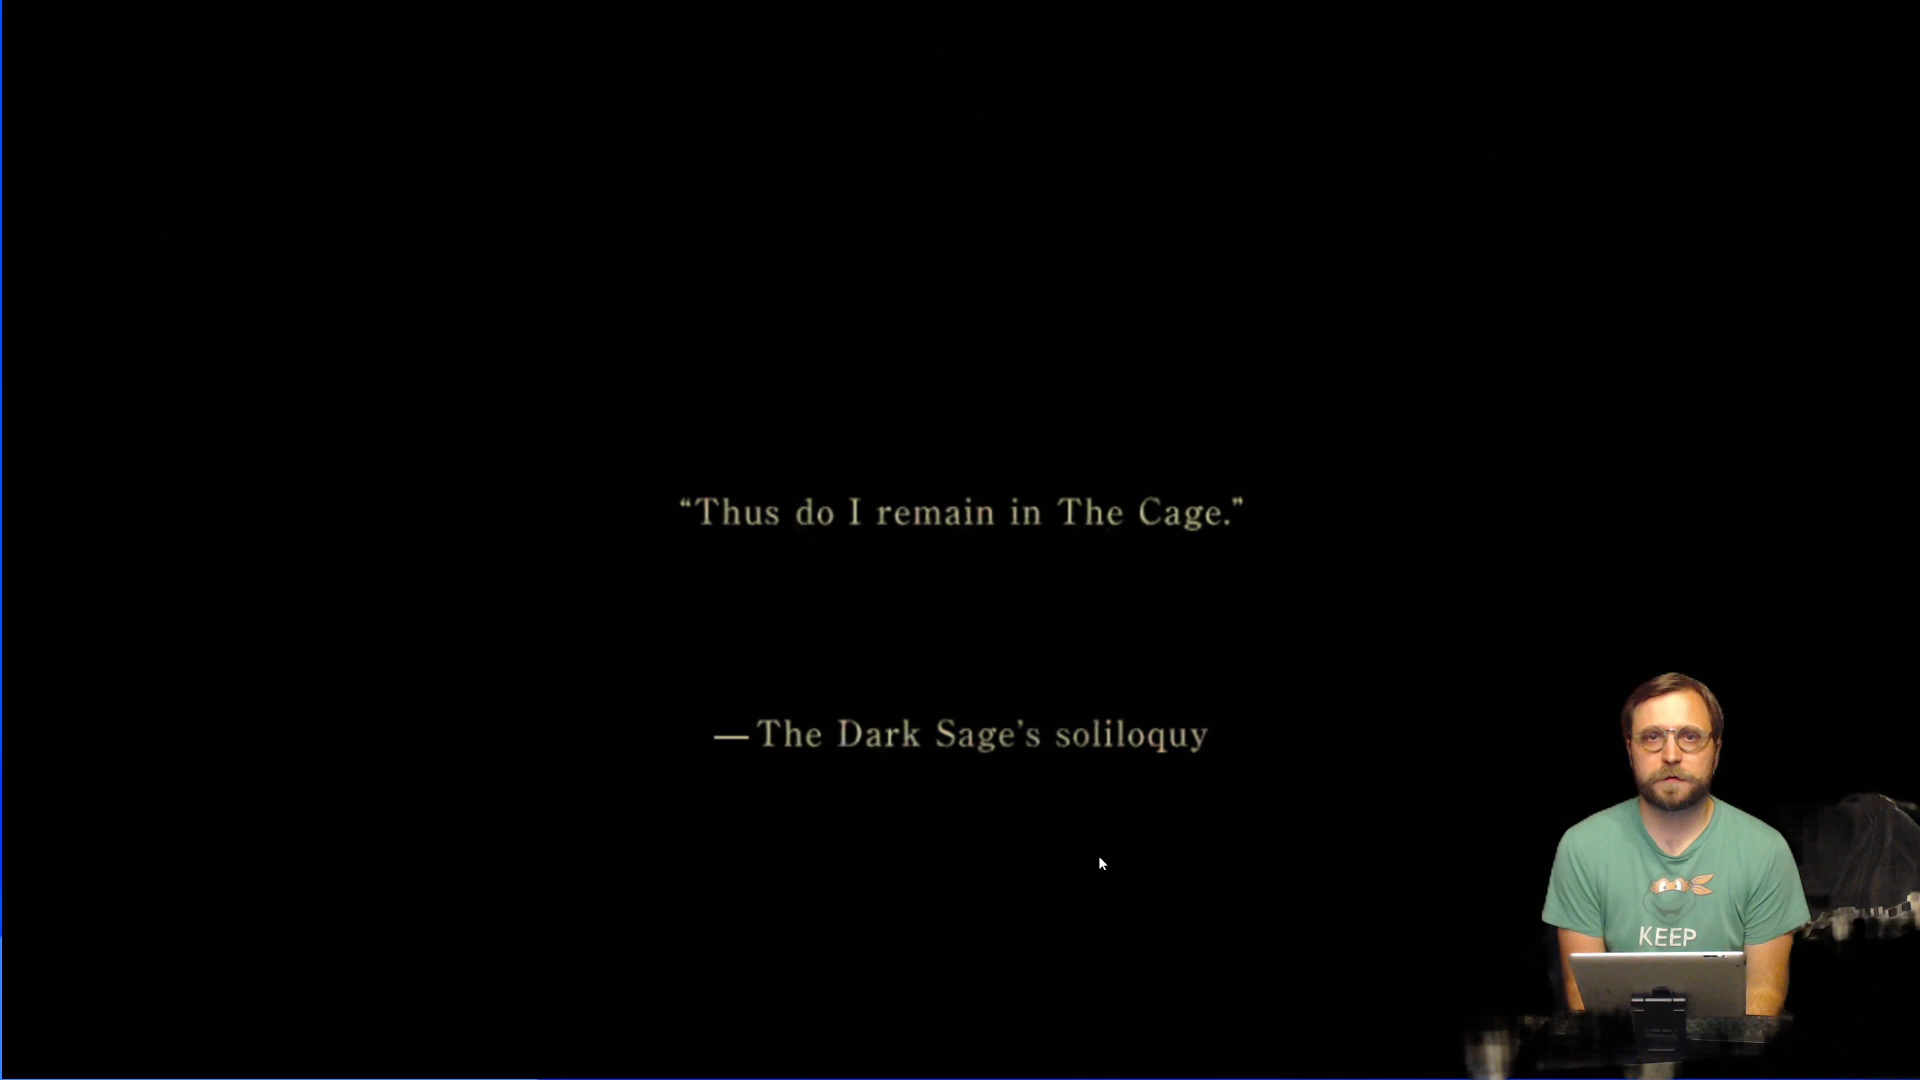 “Thus do I remain in The Cage.”
— The Dark Sage’s soliloquy
KEEP